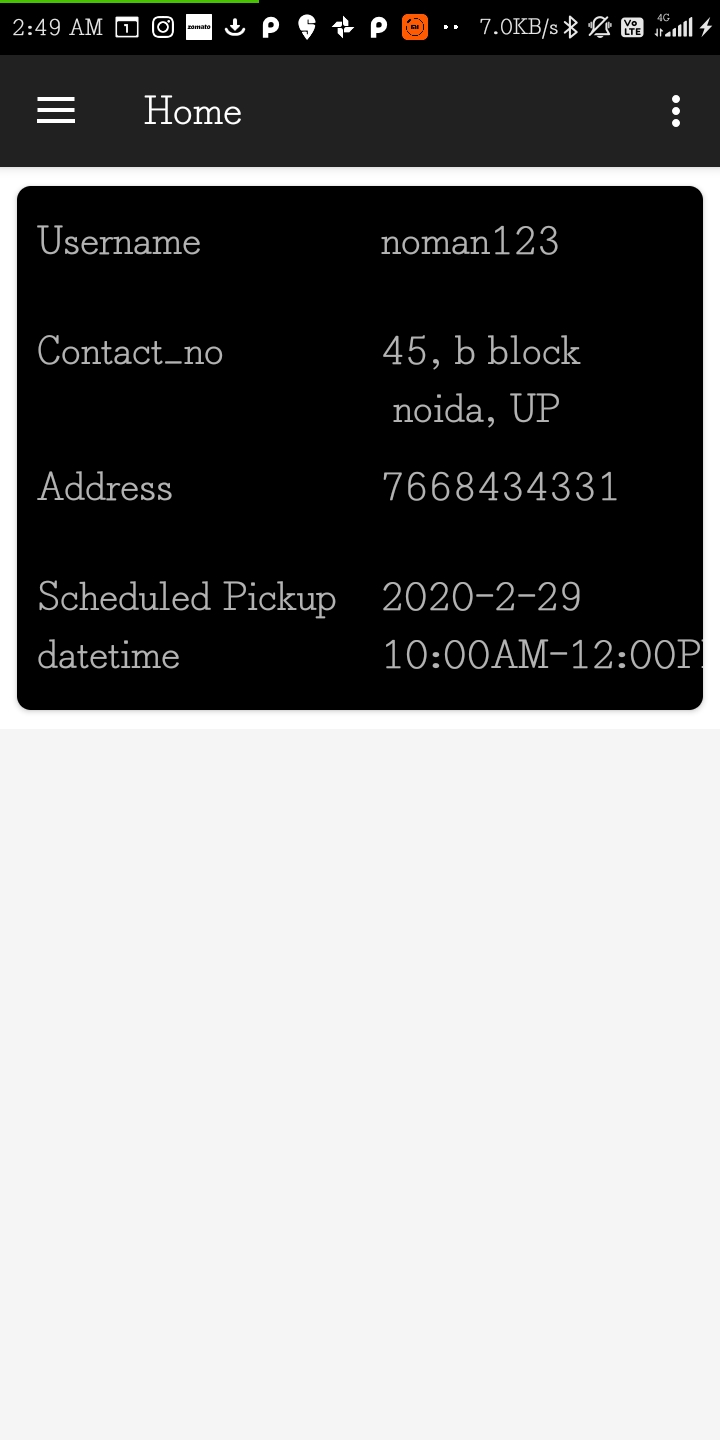 2:49 AM 1 zomato 7.0KB/s Vo LTE 4G
Home
Username noman123
Contact_no 45, b block
noida, UP
Address 7668434331
Scheduled Pickup 2020-2-29
datetime 10:00AM-12:00P